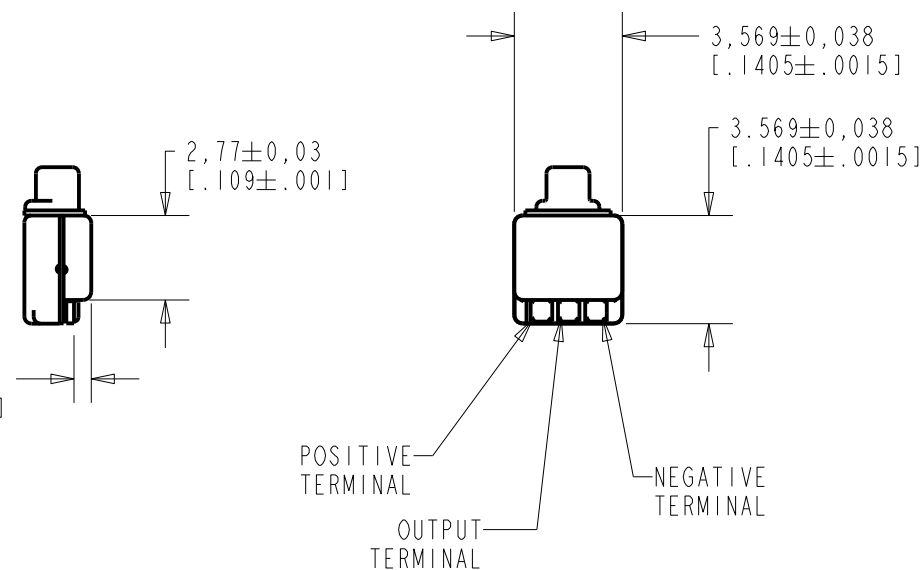 3,569±0,038
[.1405±.0015]
3.569±0,038
[.1405±.0015]
2,77±0,03
[.109±.001]
]
POSITIVE
TERMINAL
NEGATIVE
TERMINAL
OUTPUT
TERMINAL